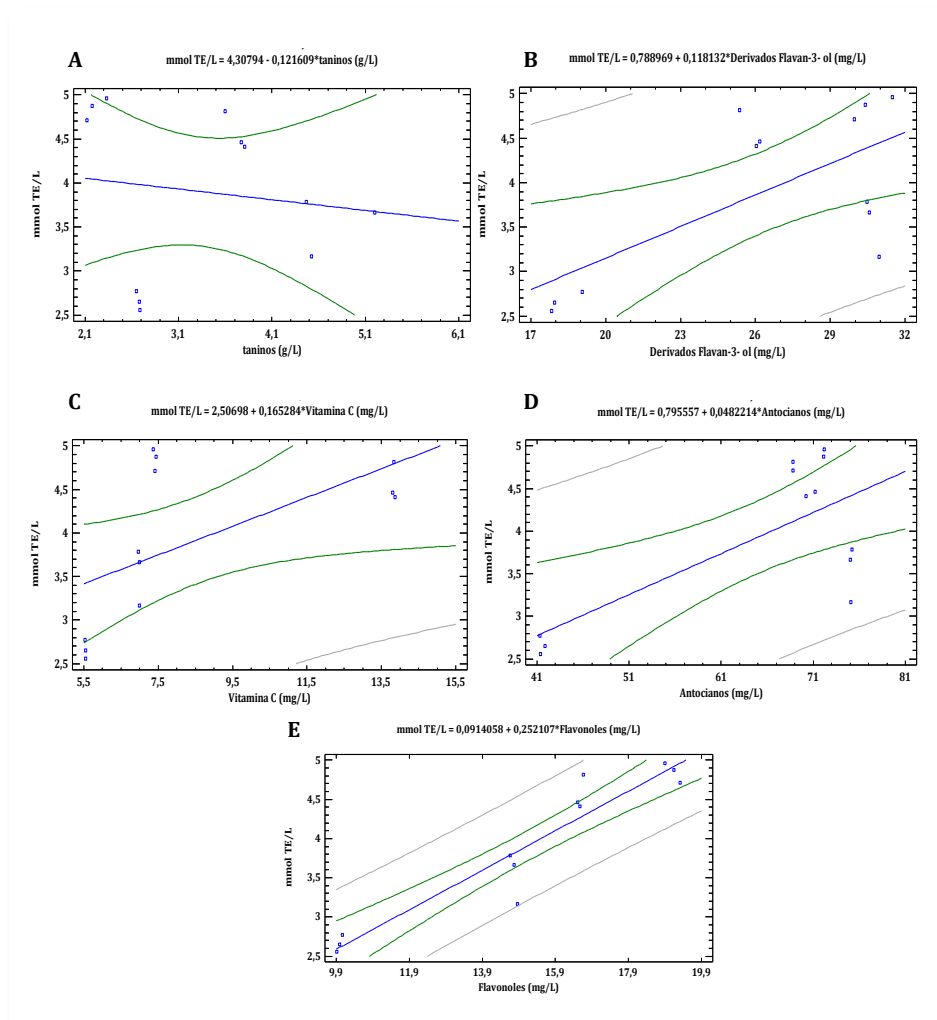 A
mmol TE/L = 4,30794 - 0,121609*taninos (g/L)
mmol TE/L
5
4,5
4
3,5
3
2,5
2,1 3,1 4,1 5,1 6,1
taninos (g/L)
B
mmol TE/L = 0,788969 + 0,118132*Derivados Flavan-3- ol (mg/L)
mmol TE/L
5
4,5
4
3,5
3
2,5
17 20 23 26 29 32
Derivados Flavan-3- ol (mg/L)
C
mmol TE/L = 2,50698 + 0,165284*Vitamina C (mg/L)
mmol TE/L
5
4,5
4
3,5
3
2,5
5,5 7,5 9,5 11,5 13,5 15,5
Vitamina C (mg/L)
D
mmol TE/L = 0,795557 + 0,0482214*Antocianos (mg/L)
mmol TE/L
5
4,5
4
3,5
3
2,5
41 51 61 71 81
Antocianos (mg/L)
E
mmol TE/L = 0,0914058 + 0,252107*Flavonoles (mg/L)
mmol TE/L
5
4,5
4
3,5
3
2,5
9,9 11,9 13,9 15,9 17,9 19,9
Flavonoles (mg/L)